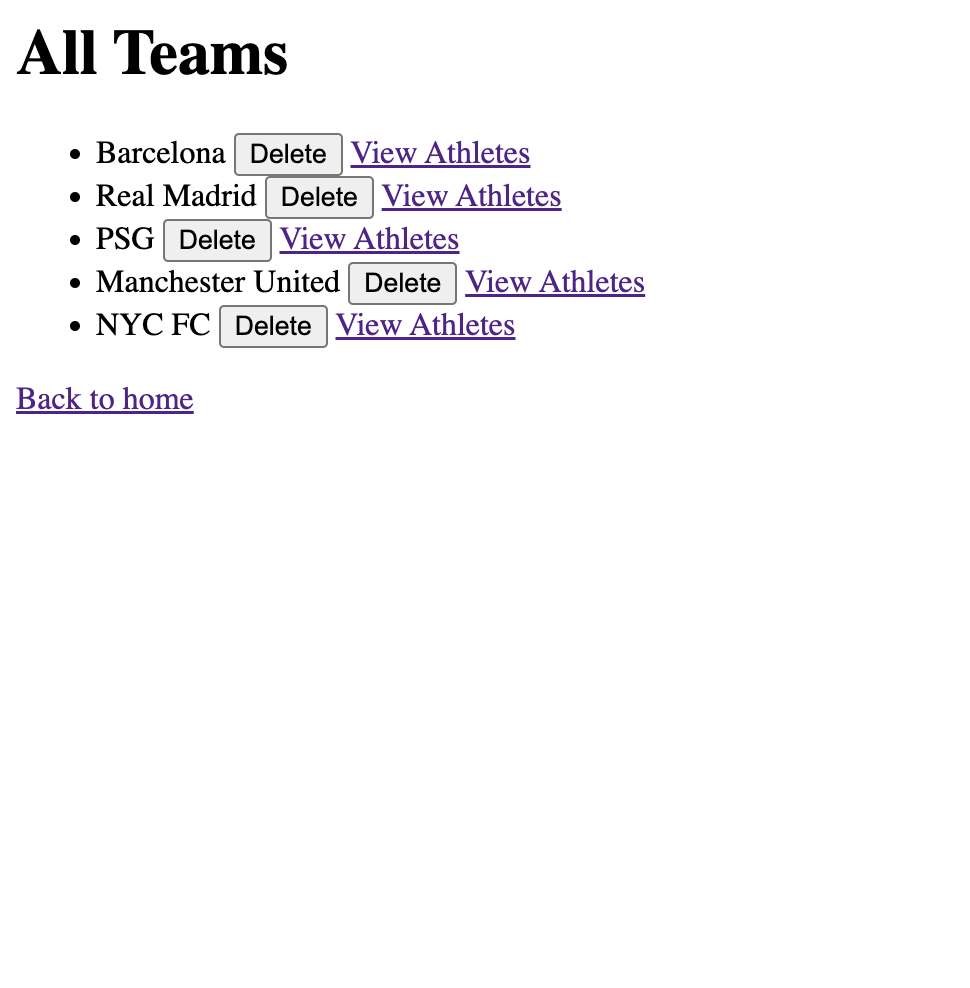 All Teams
Barcelona Delete View Athletes
Real Madrid Delete View Athletes
PSG Delete View Athletes
Manchester United Delete View Athletes
NYC FC Delete View Athletes
Back to home